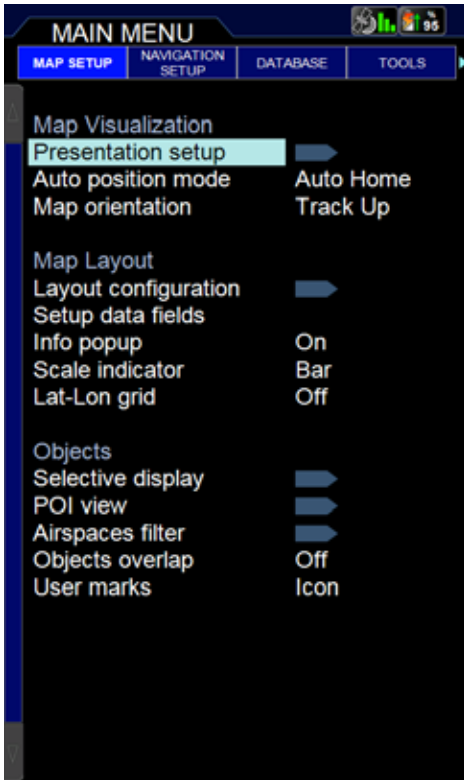 MAIN MENU
% 95
MAP SETUP
NAVIGATION SETUP
DATABASE
TOOLS
Map Visualization
Presentation setup
Auto position mode Auto Home
Map orientation Track Up
Map Layout
Layout configuration
Setup data fields
Info popup On
Scale indicator Bar
Lat-Lon grid Off
Objects
Selective display
POI view
Airspaces filter
Objects overlap Off
User marks Icon